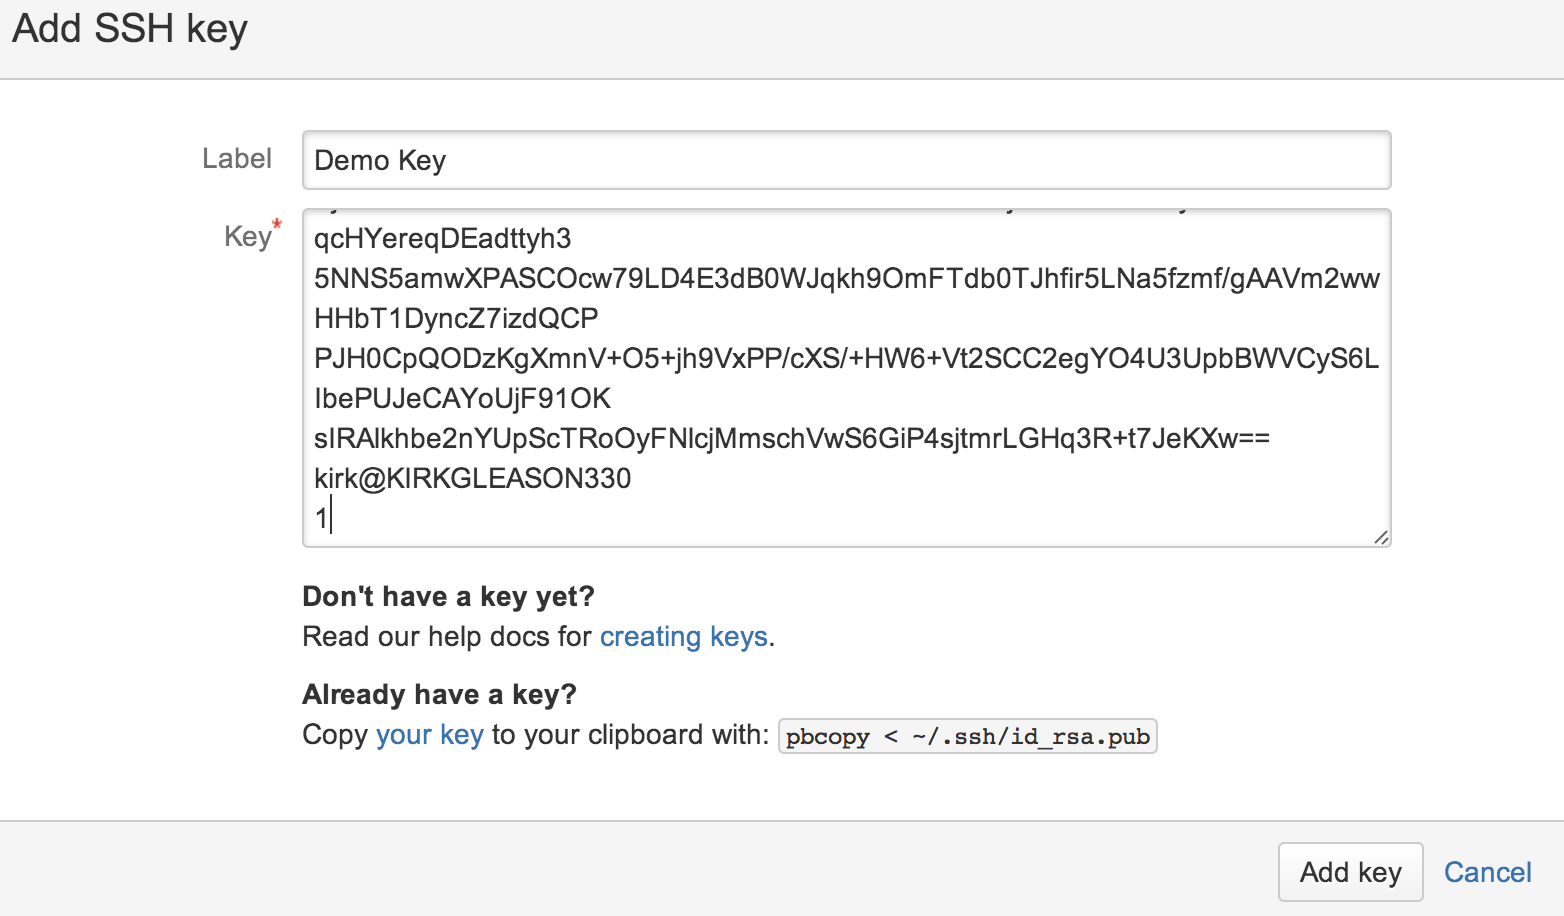 Add SSH key
Label
Demo Key
Key*
qcHYereqDEadttyh3
5NNS5amwXPASCOcw79LD4E3dB0WJqkh9OmFTdb0TJhfir5LNa5fzmf/gAAVm2ww
HHbT1DyncZ7izdQCP
PJH0CpQODzKgXmnV+O5+jh9VxPP/cXS/+HW6+Vt2SCC2egYO4U3UpbBWVCyS6L
IbePUJeCAYoUjF91OK
sIRAlkhbe2nYUpScTRoOyFNlcjMmschVwS6GiP4sjtmrLGHq3R+t7JeKXw==
kirk@KIRKGLEASON330
1
Don't have a key yet?
Read our help docs for creating keys.
Already have a key?
Copy your key to your clipboard with: pbcopy < ~/.ssh/id_rsa.pub
Add key
Cancel